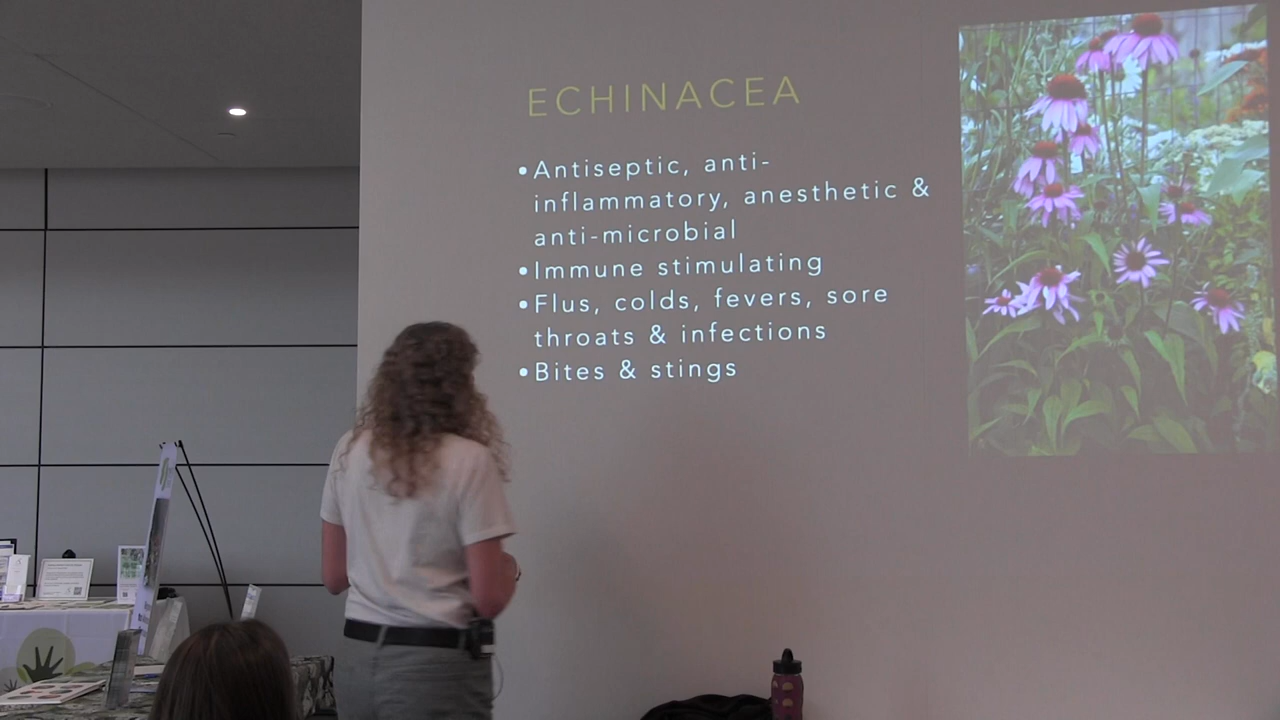 ECHINACEA
•Antiseptic, anti-
inflammatory, anesthetic &
anti-microbial
•Immune stimulating
•Flus, colds, fevers, sore
throats & infections
•Bites & stings